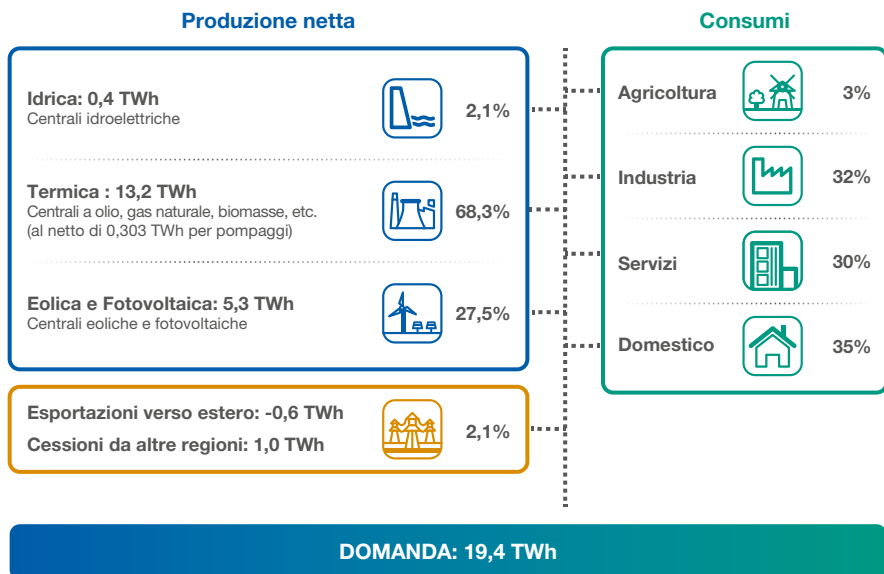 Produzione netta
Idrica: 0,4 TWh
Centrali idroelettriche
2,1%
Termica : 13,2 TWh
Centrali a olio, gas naturale, biomasse, etc.
(al netto di 0,303 TWh per pompaggi)
68,3%
Eolica e Fotovoltaica: 5,3 TWh
Centrali eoliche e fotovoltaiche
27,5%
Esportazioni verso estero: -0,6 TWh
Cessioni da altre regioni: 1,0 TWh
2,1%
Consumi
Agricoltura
3%
Industria
32%
Servizi
30%
Domestico
35%
DOMANDA: 19,4 TWh